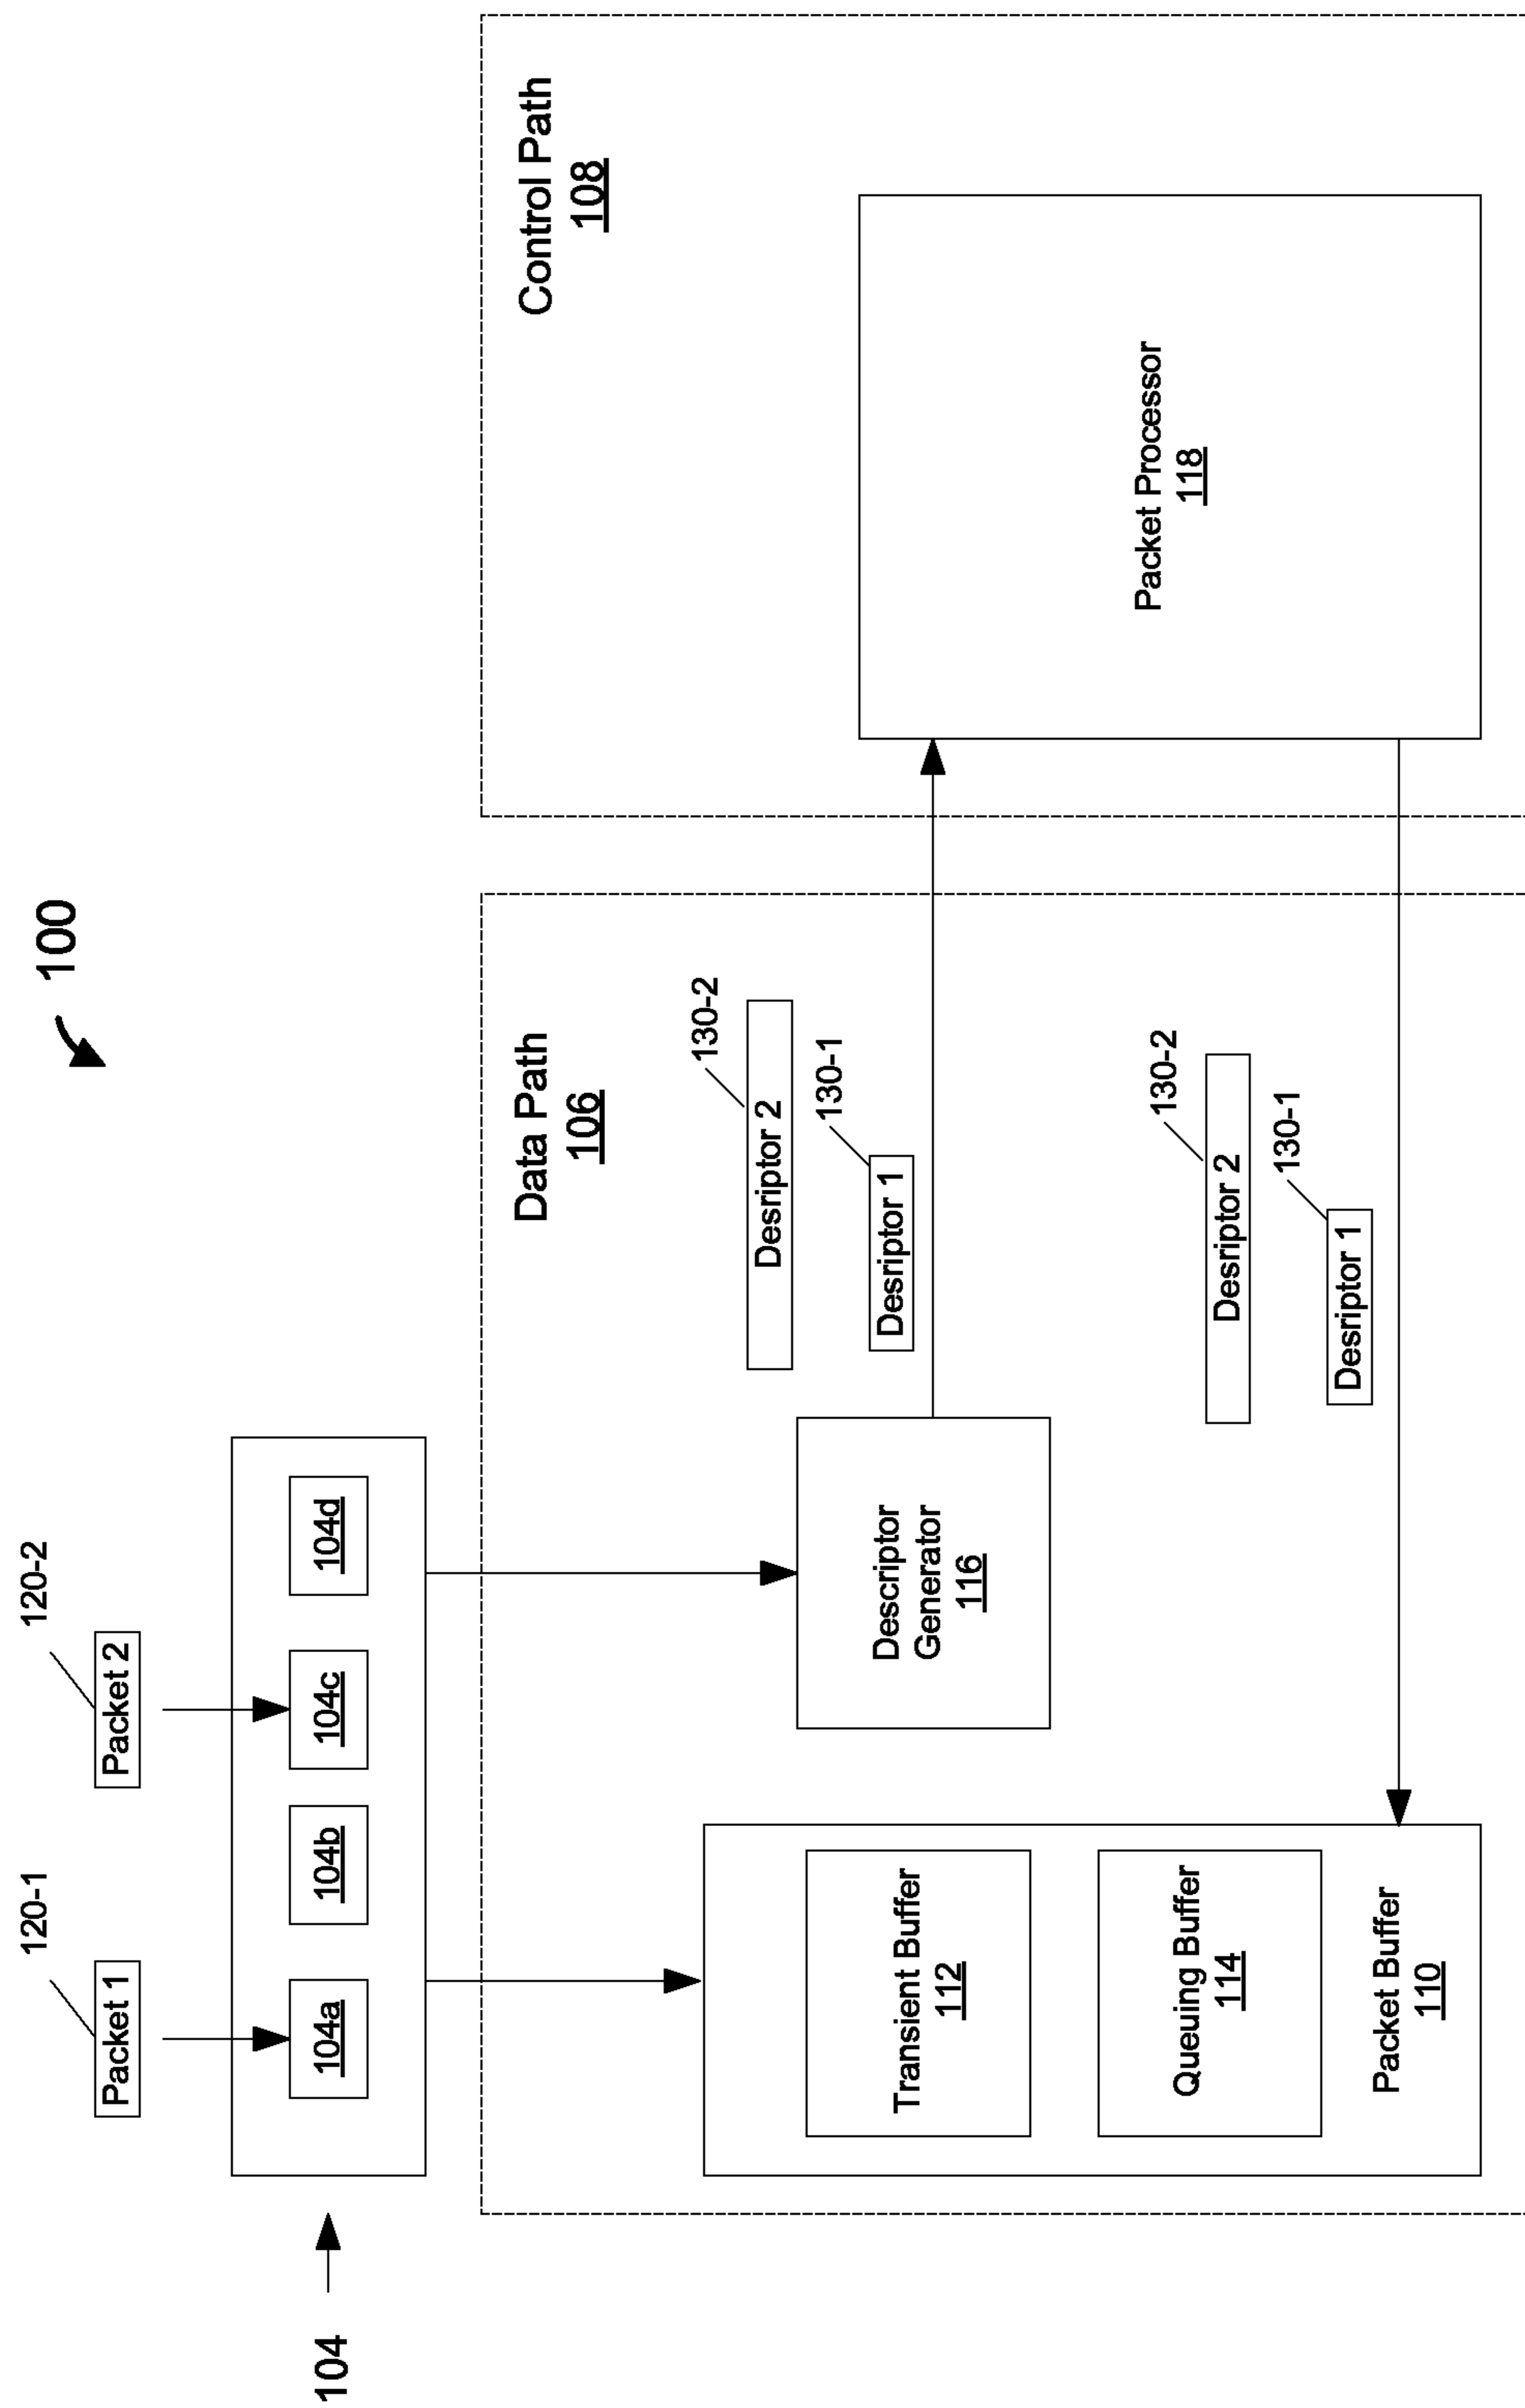 100
120-1
120-2
Packet 1
Packet 2
104
104a
104b
104c
104d
Data Path
106
Control Path
108
130-2
Desriptor 2
130-1
Desriptor 1
Transient Buffer
112
Descriptor
Generator
116
Packet Processor
118
130-2
Desriptor 2
130-1
Desriptor 1
Queuing Buffer
114
Packet Buffer
110